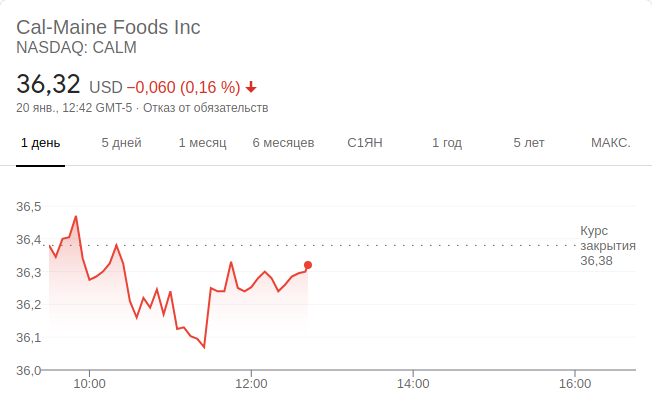 Cal-Maine Foods Inc
NASDAQ: CALM
36,32 USD −0,060 (0,16 %)
20 янв., 12:42 GMT-5 · Отказ от обязательств
1 день 5 дней 1 месяц 6 месяцев С1ЯН 1 год 5 лет МАКС.
36,5
Курс
36,4
закрытия
36,38
36,3
36,2
36,1
36,0
10:00 12:00 14:00 16:00